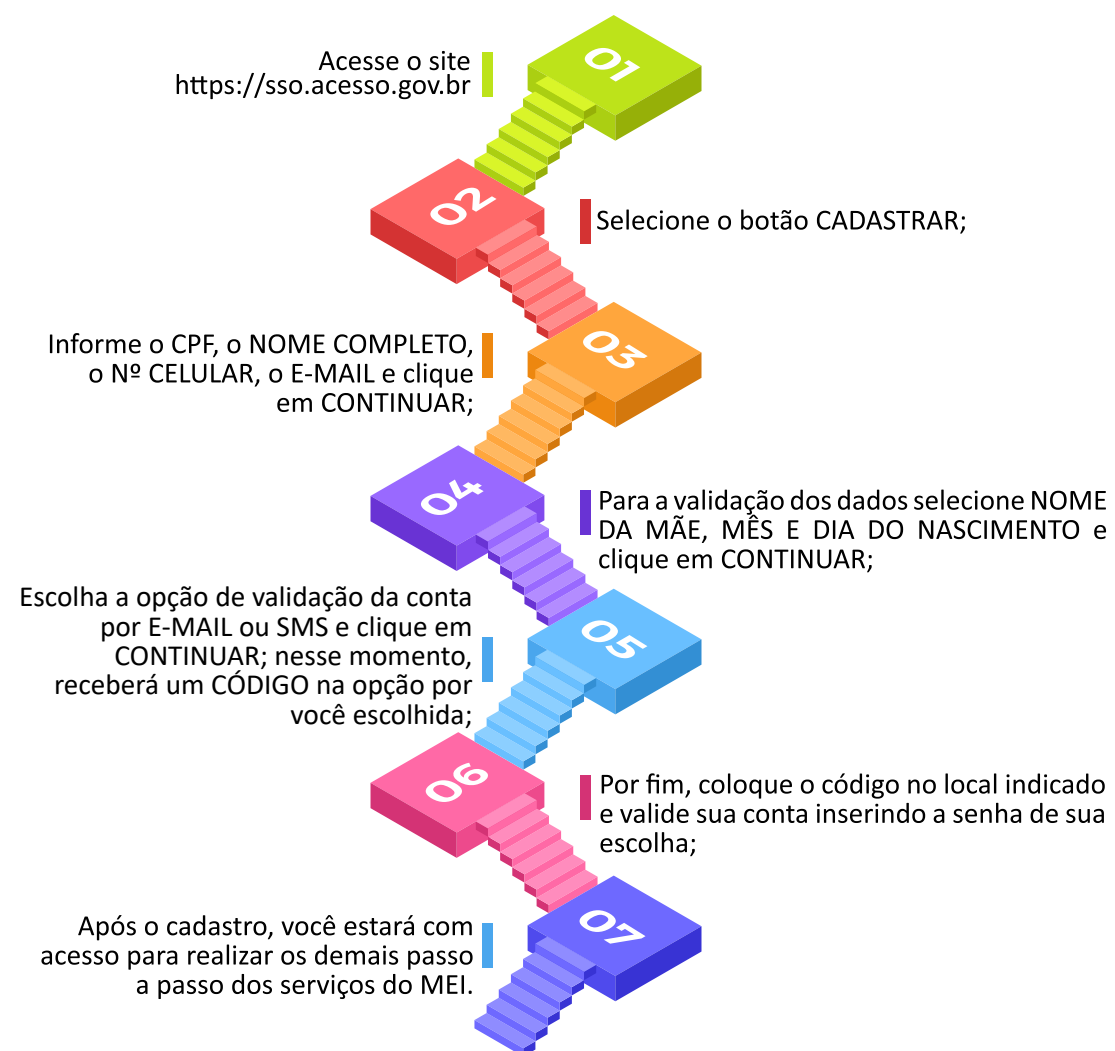 01
Acesse o site
https://sso.acesso.gov.br
02
Selecione o botão CADASTRAR;
03
Informe o CPF, o NOME COMPLETO,
o Nº CELULAR, o E-MAIL e clique
em CONTINUAR;
04
Para a validação dos dados selecione NOME
DA MÃE, MÊS E DIA DO NASCIMENTO e
clique em CONTINUAR;
05
Escolha a opção de validação da conta
por E-MAIL ou SMS e clique em
CONTINUAR; nesse momento,
receberá um CÓDIGO na opção por
você escolhida;
06
Por fim, coloque o código no local indicado
e valide sua conta inserindo a senha de sua
escolha;
07
Após o cadastro, você estará com
acesso para realizar os demais passo
a passo dos serviços do MEI.